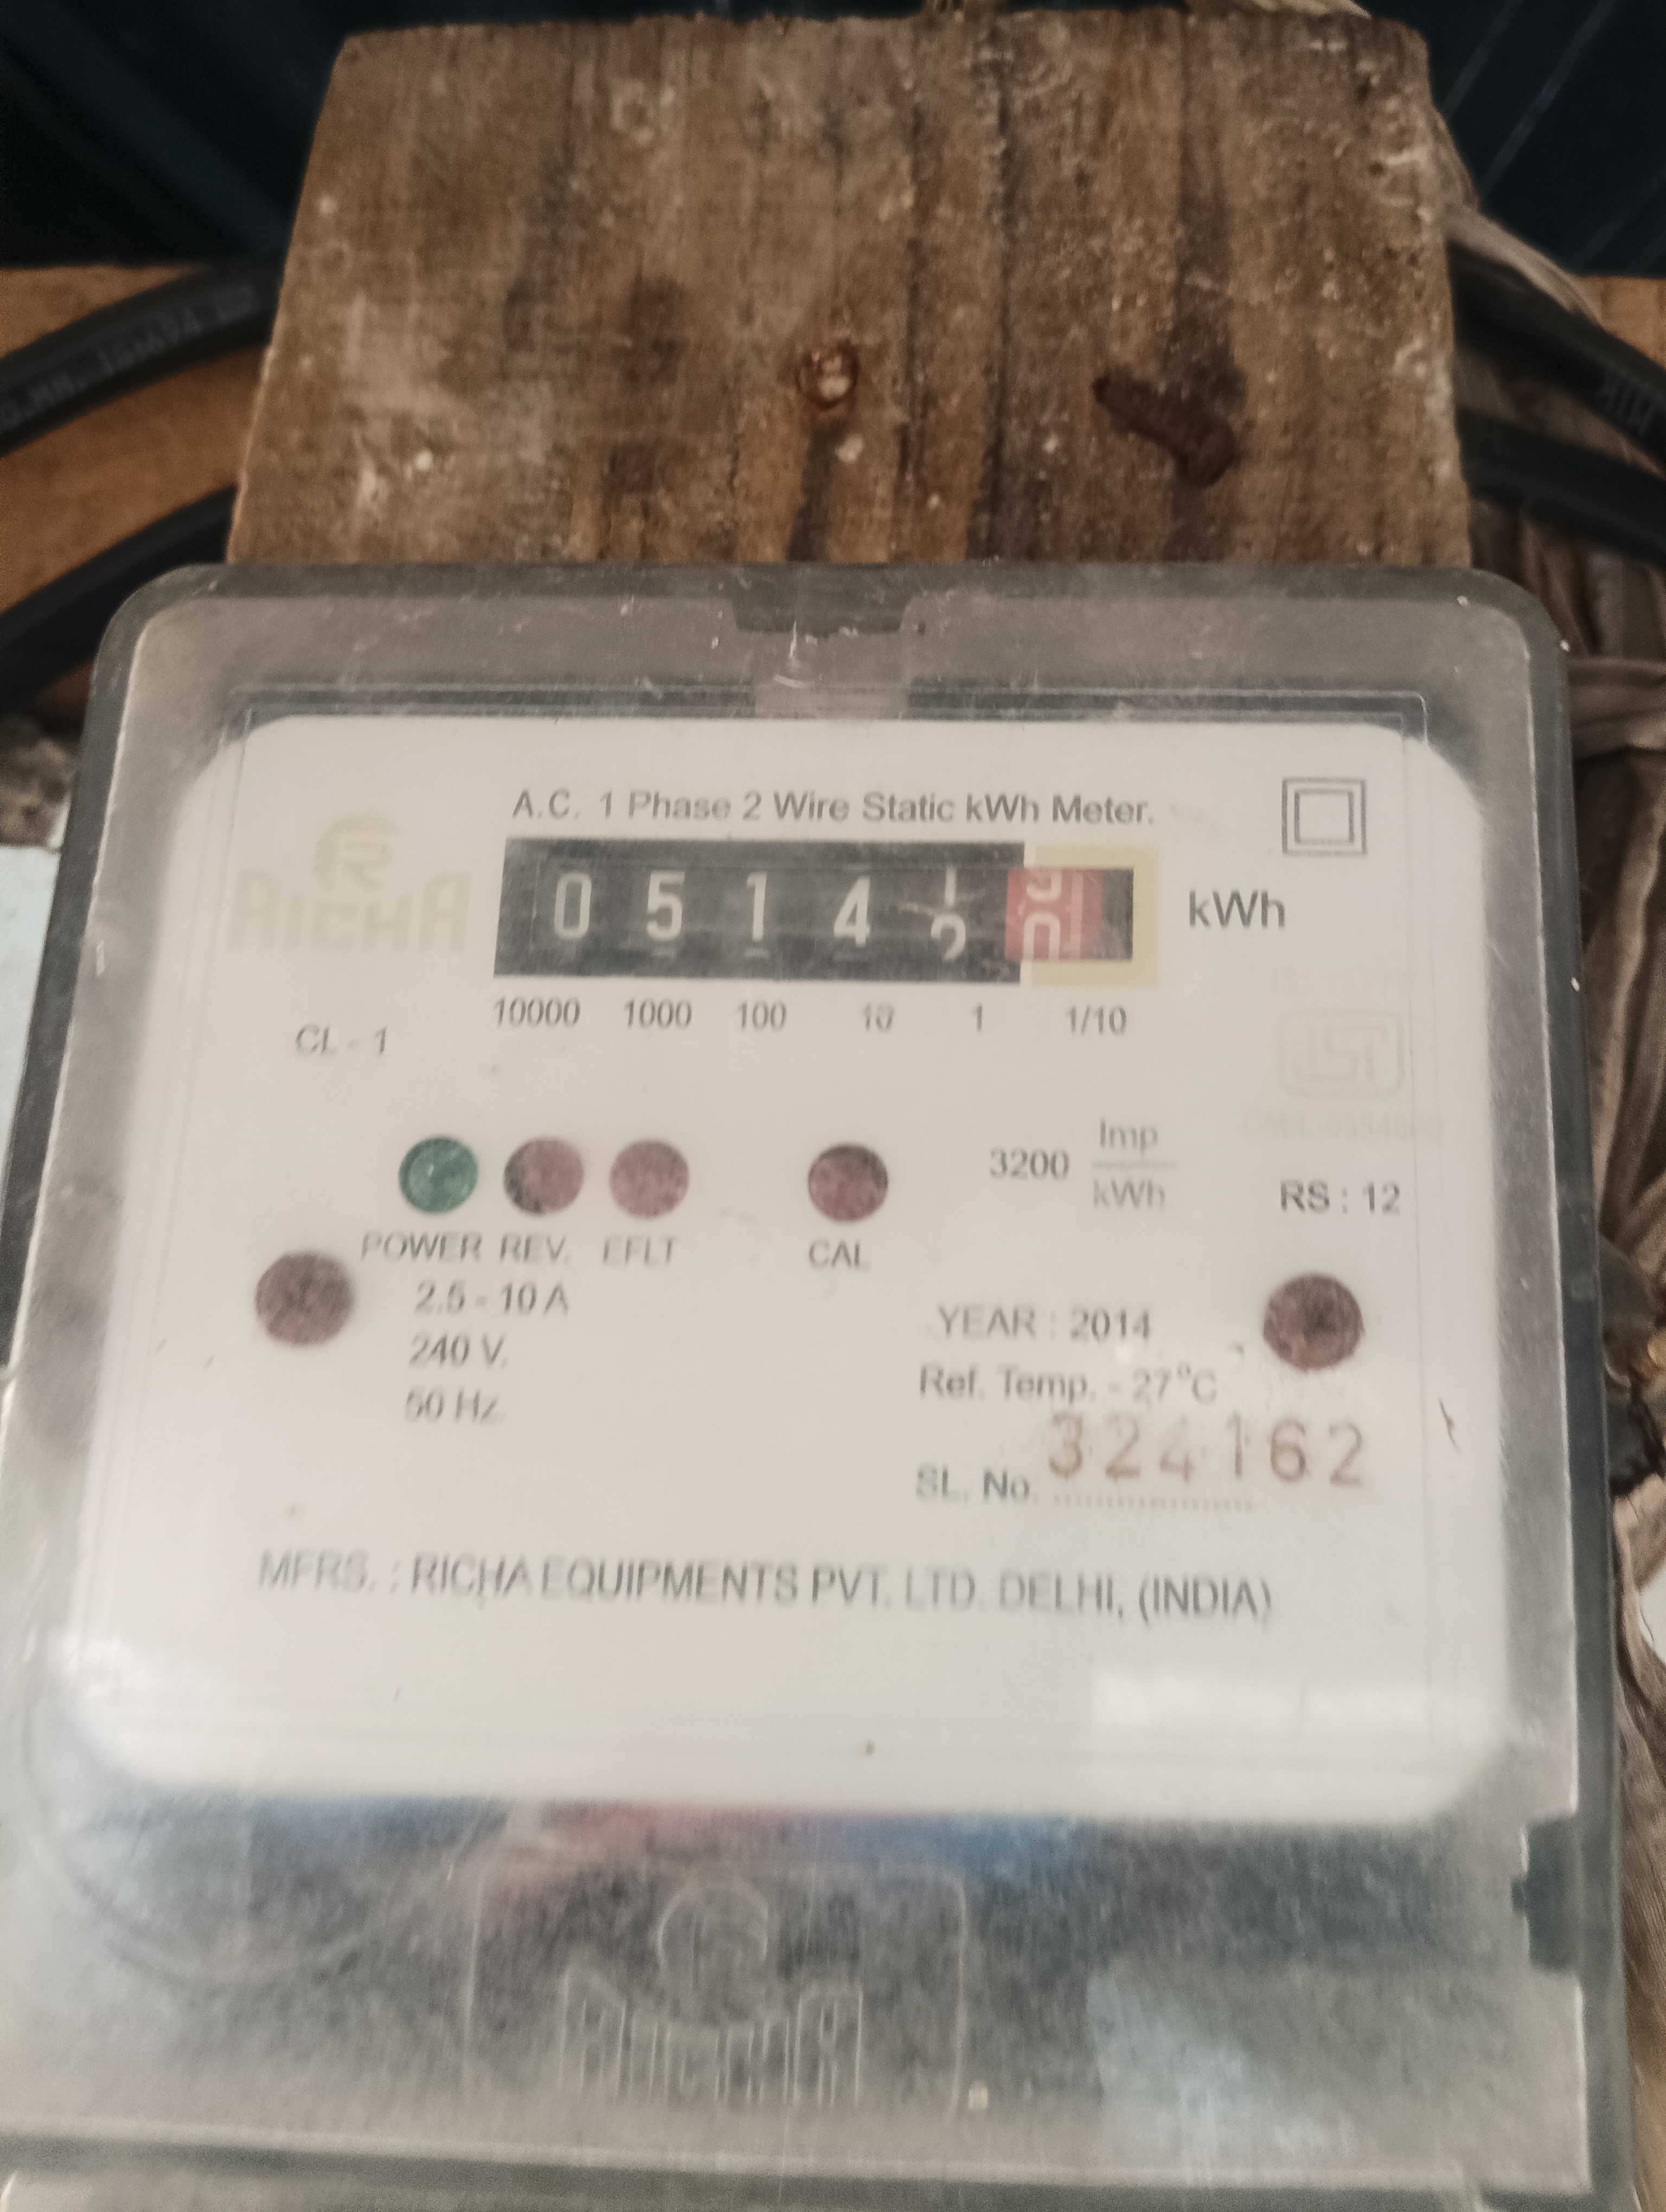 A.C. 1 Phase 2 Wire Static kWh Meter.
RICHA
0 5 1 4
kWh
10000 1000 100 10 1 1/10
CL - 1
3200 Imp
kWh
RS : 12
POWER REV. EFLT CAL
2.5 - 10 A
240 V.
50 Hz.
YEAR : 2014
Ref. Temp. - 27°C
SL. No. 324162
MFRS. : RICHA EQUIPMENTS PVT. LTD. DELHI, (INDIA)
RICHA